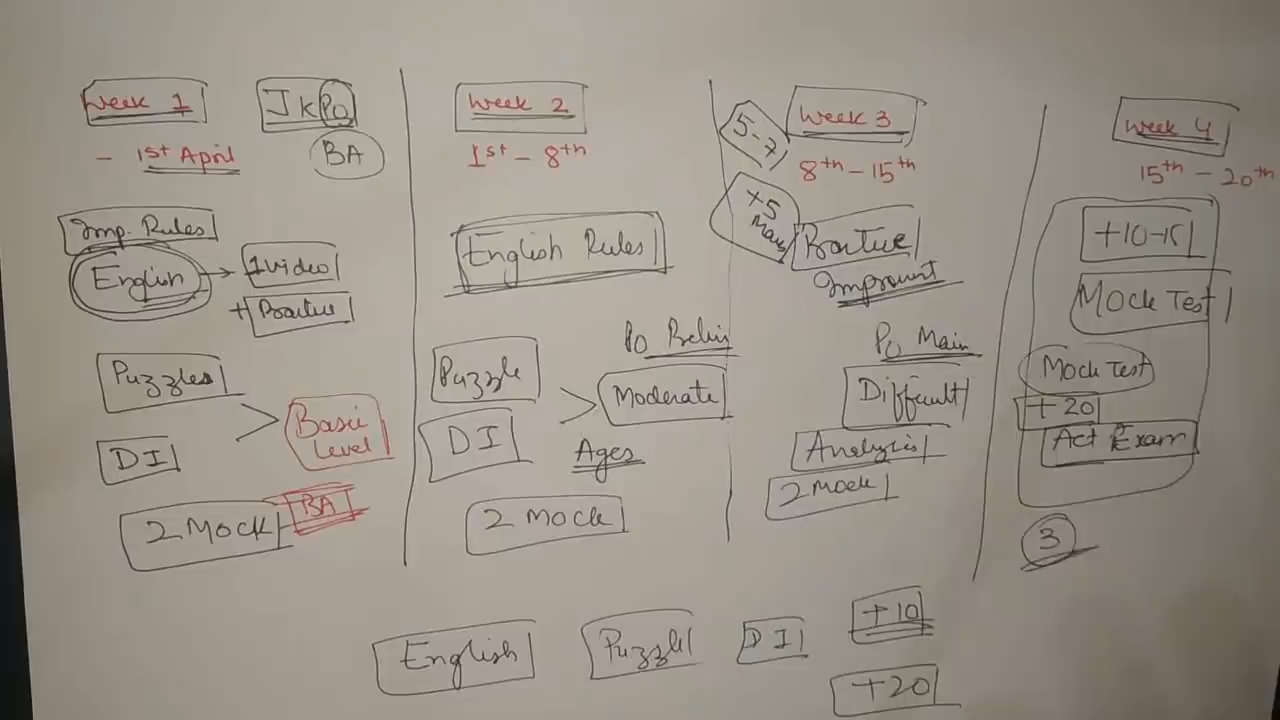 Week 1
JK PO
- 1st April
BA
Imp. Rules
English → 1 video
+ Practice
Puzzles
DI
Basic
Level
2 Mock
BA
Week 2
1st - 8th
English Rules
PO Prelim
Puzzle
DI
Moderate
Ages
2 Mock
5-7
Week 3
8th - 15th
+5
Practice
PO Main
Difficult
Analysis
2 Mock
Week 4
15th - 20th
+10-15
Mock Test
Mock Test
+20
Act Exam
3
English
Puzzle
DI
+10
+20